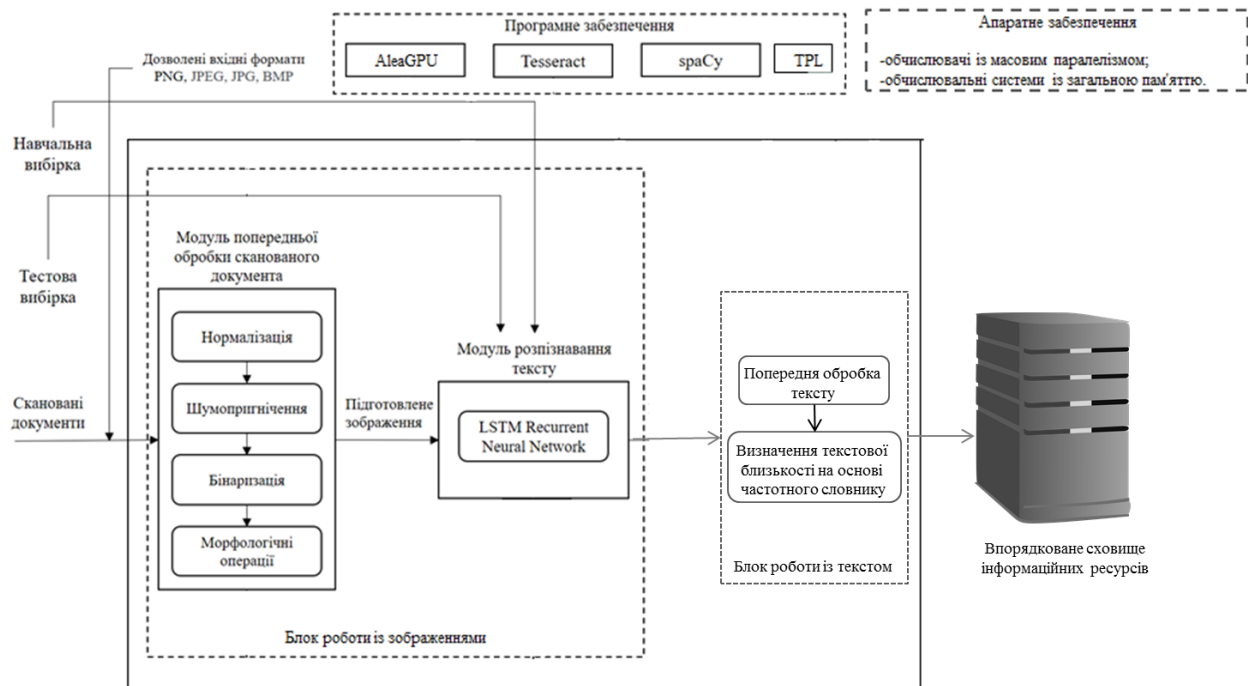 Програмне забезпечення
AleaGPU
Tesseract
spaCy
TPL
Апаратне забезпечення
-обчислювачі із масовим паралелізмом;
-обчислювальні системи із загальною пам'яттю.
Дозволені вхідні формати
PNG, JPEG, JPG, BMP
Навчальна
вибірка
Тестова
вибірка
Скановані
документи
Модуль попередньої
обробки сканованого
документа
Нормалізація
Шумопригнічення
Бінаризація
Морфологічні
операції
Підготовлене
зображення
Модуль розпізнавання
тексту
LSTM Recurrent
Neural Network
Блок роботи із зображеннями
Попередня обробка
тексту
Визначення текстової
близькості на основі
частотного словнику
Блок роботи із текстом
Впорядковане сховище
інформаційних ресурсів